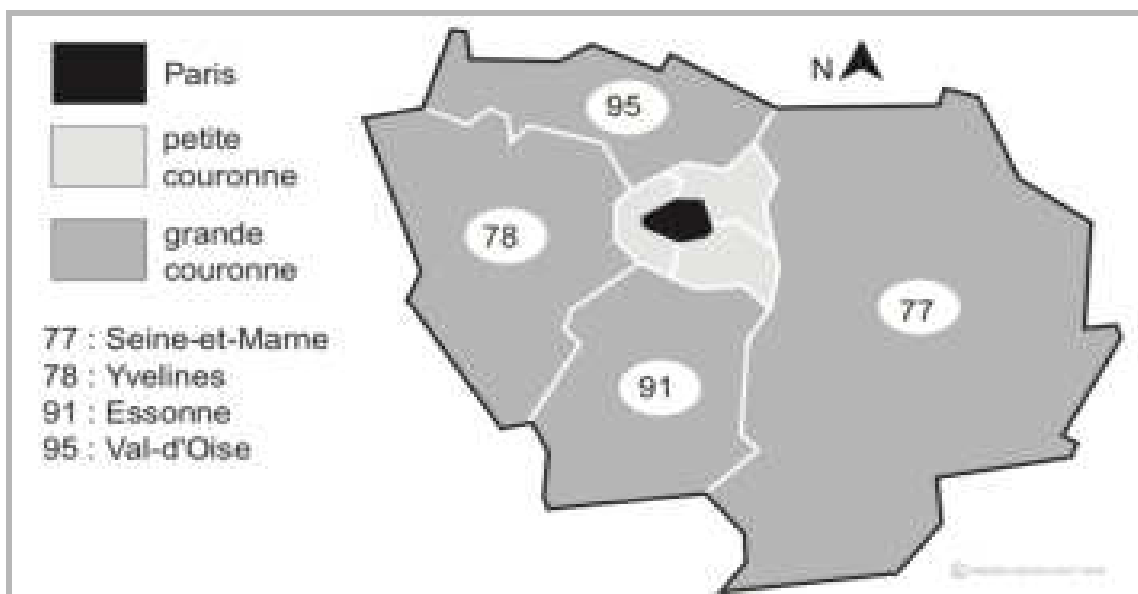 Paris
petite
couronne
grande
couronne
77 : Seine-et-Marne
78 : Yvelines
91 : Essonne
95 : Val-d'Oise
N
95
78
77
91
©